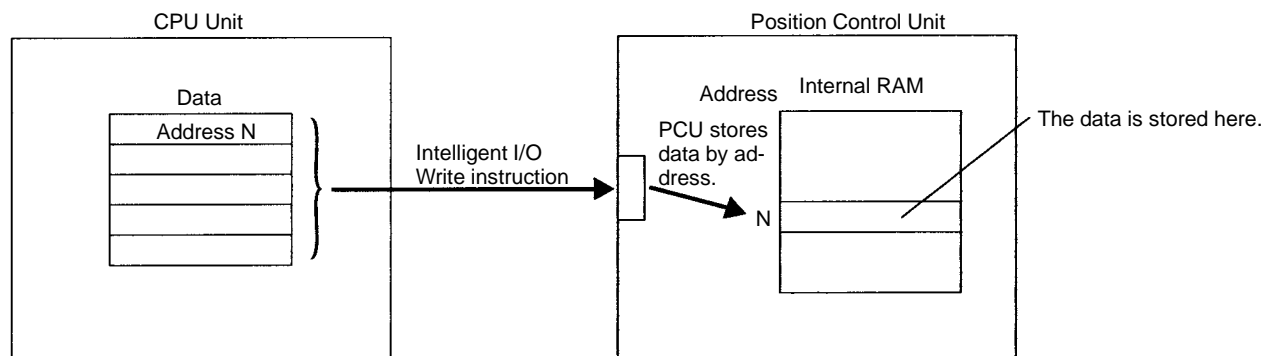 CPU Unit
Position Control Unit
Data
Address N
Intelligent I/O
Write instruction
Address
Internal RAM
PCU stores
data by ad-
dress.
N
The data is stored here.